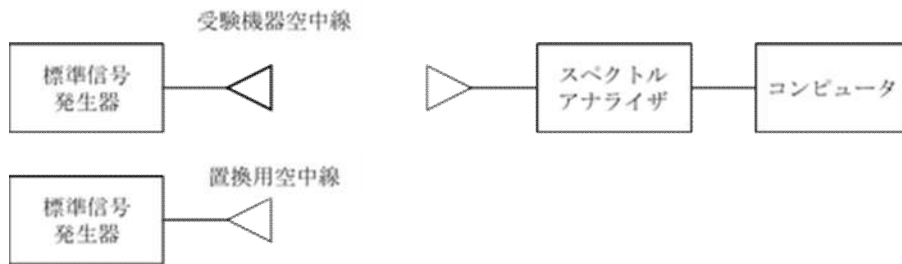 受験機器空中線
標準信号
発生器
スペクトル
アナライザ
コンピュータ
置換用空中線
標準信号
発生器